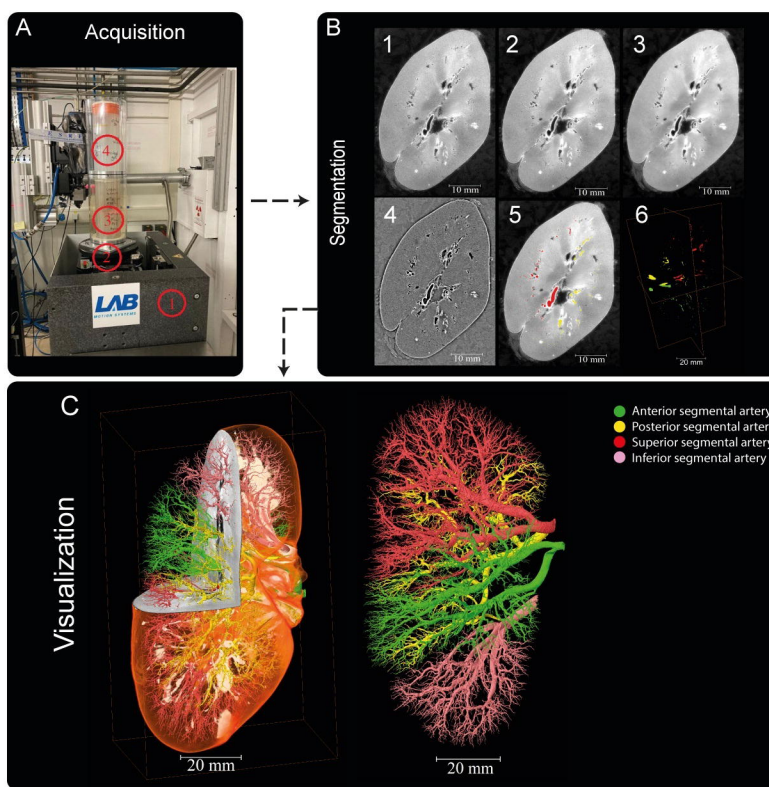 A
Acquisition
4
3
2
1
LAB
MOTION SYSTEMS
B
Segmentation
1
2
3
10 mm
10 mm
10 mm
4
5
6
10 mm
10 mm
20 mm
C
Visualization
Anterior segmental artery
Posterior segmental artery
Superior segmental artery
Inferior segmental artery
20 mm
20 mm